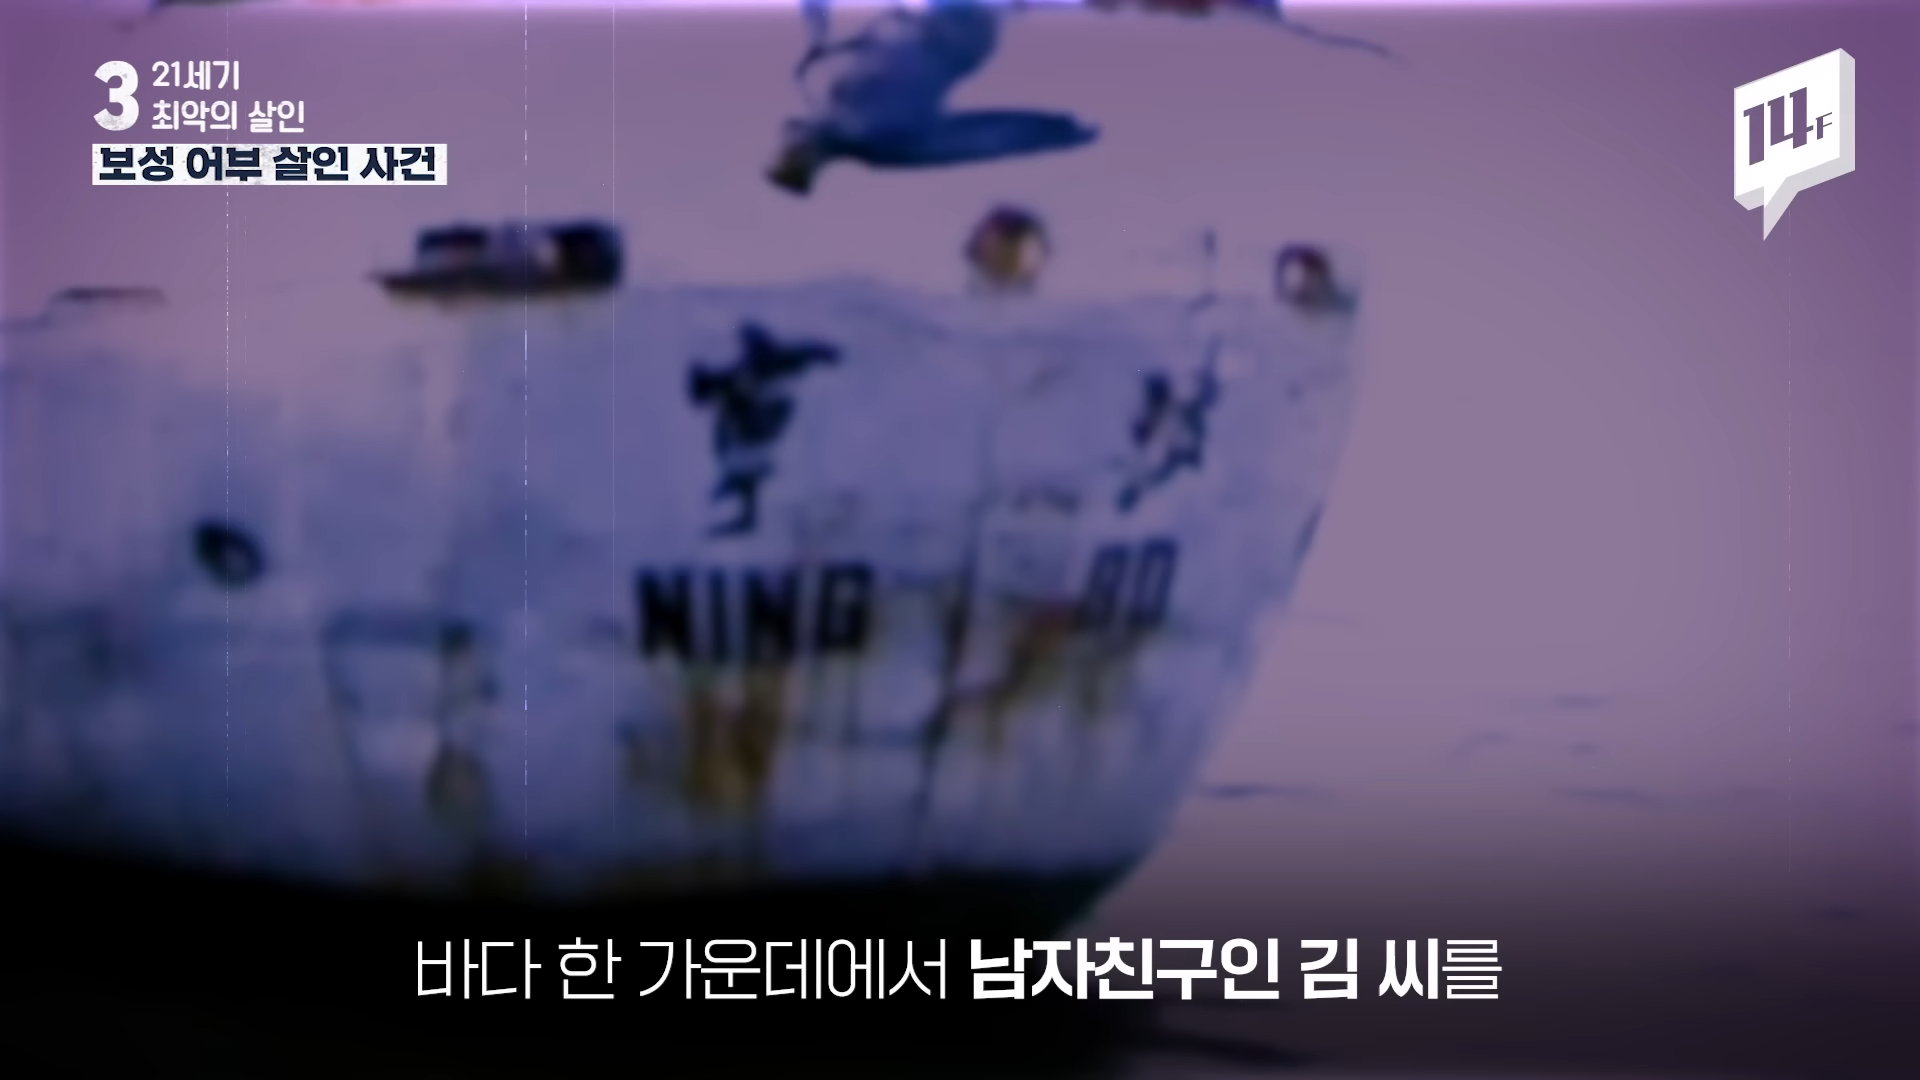 3
21세기
최악의 살인
보성 어부 살인 사건
14F
NING
BO
바다 한 가운데에서 남자친구인 김 씨를